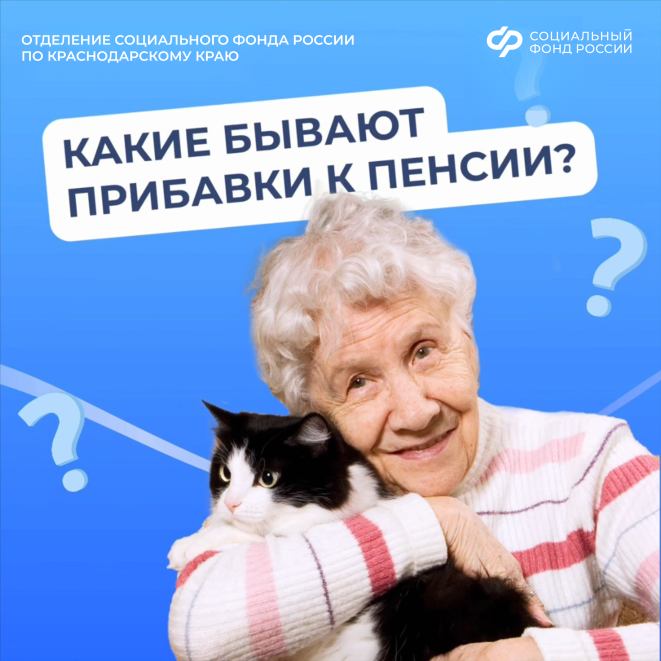 ОТДЕЛЕНИЕ СОЦИАЛЬНОГО ФОНДА РОССИИ
ПО КРАСНОДАРСКОМУ КРАЮ
СОЦИАЛЬНЫЙ
ФОНД РОССИИ
КАКИЕ БЫВАЮТ
ПРИБАВКИ К ПЕНСИИ?